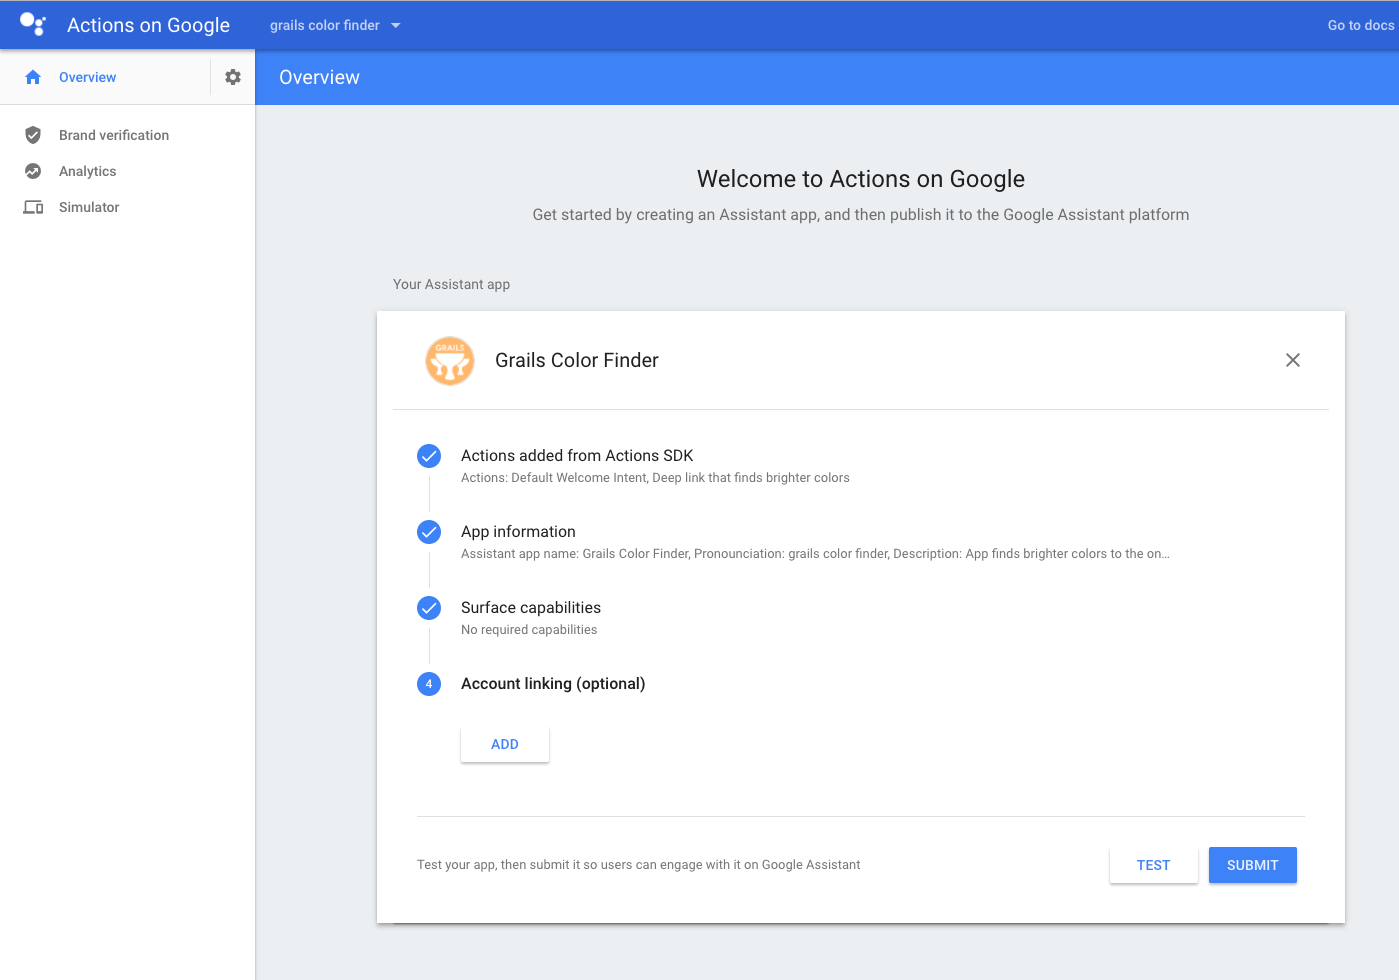 Actions on Google
grails color finder
Go to docs
Overview
Overview
Brand verification
Analytics
Simulator
Welcome to Actions on Google
Get started by creating an Assistant app, and then publish it to the Google Assistant platform
Your Assistant app
GRAILS
Grails Color Finder
Actions added from Actions SDK
Actions: Default Welcome Intent, Deep link that finds brighter colors
App information
Assistant app name: Grails Color Finder, Pronounciation: grails color finder, Description: App finds brighter colors to the on...
Surface capabilities
No required capabilities
4
Account linking (optional)
ADD
Test your app, then submit it so users can engage with it on Google Assistant
TEST
SUBMIT